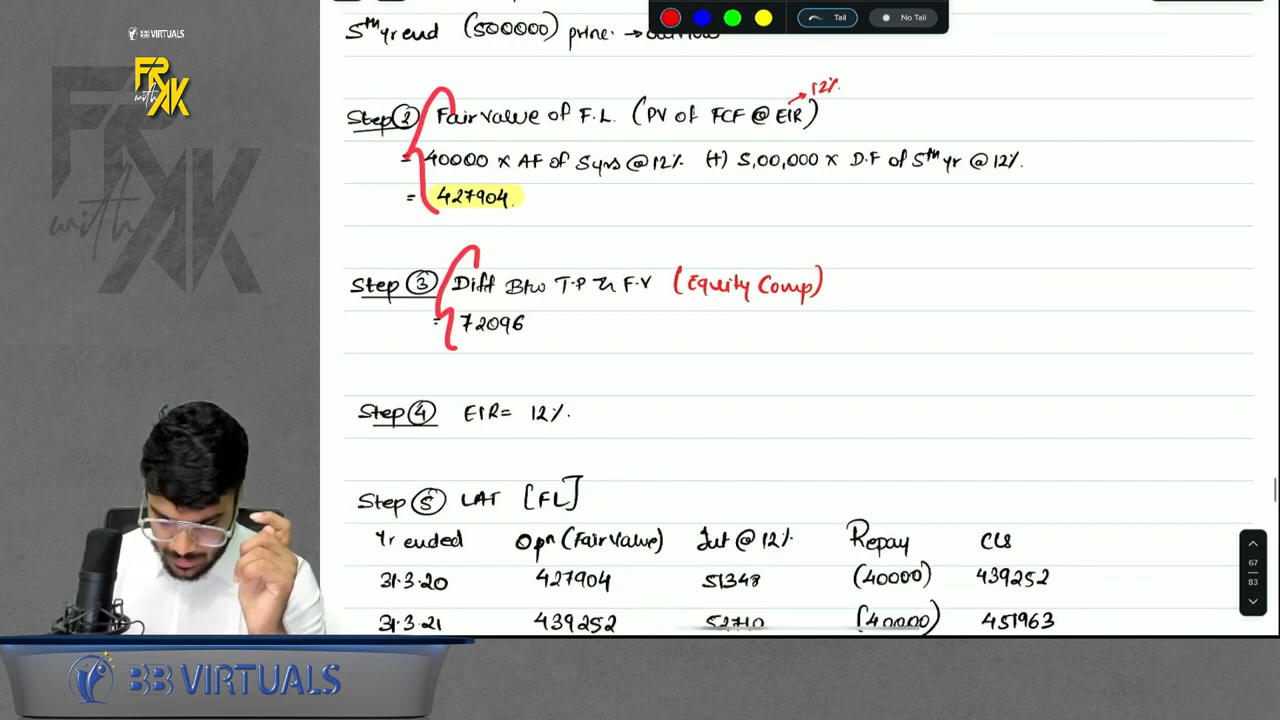 Tail
No Tail
BB VIRTUALS
FR
with AK
5th yr end (500000) princ. →
12%
Step ② Fair value of F.L. (PV of FCF @ EIR)
= 40000 x AF of 5yrs @ 12% (+) 5,00,000 x D.F of 5th yr @ 12%.
= 427904.
Step ③ Diff Btw T.P & F.V (Equity Comp)
= 72096
Step ④ EIR = 12%.
Step ⑤ LAT [FL]
Yr ended Opn (Fair Value) Int @ 12%. Repay Cls
31.3.20 427904 51348 (40000) 439252
31.3.21 439252 52710 (40000) 451963
67
83
BB VIRTUALS